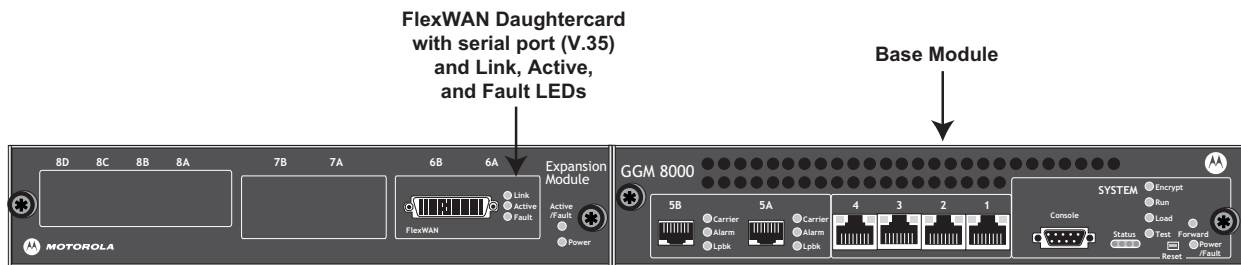 FlexWAN Daughtercard
with serial port (V.35)
and Link, Active,
and Fault LEDs
Base Module
8D 8C 8B 8A 7B 7A 6B 6A
Expansion
Module
Link
Active
Fault
FlexWAN
Active
/Fault
Power
MOTOROLA
GGM 8000
5B 5A 4 3 2 1
Carrier
Alarm
Lpbk
Carrier
Alarm
Lpbk
SYSTEM
Encrypt
Run
Load
Test
Console
Status
Forward
Power
/Fault
Reset